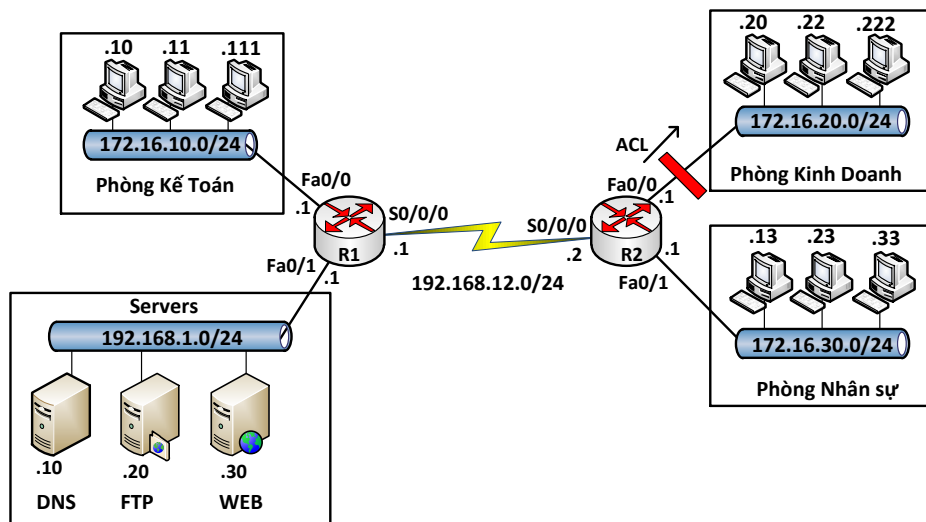 .10 .11 .111
172.16.10.0/24
Phòng Kế Toán
.20 .22 .222
172.16.20.0/24
Phòng Kinh Doanh
ACL
Fa0/0
.1
Fa0/0
.1
S0/0/0
.1
R1
S0/0/0
.2
R2
.1
Fa0/1
.1
192.168.12.0/24
Fa0/1
.13 .23 .33
172.16.30.0/24
Phòng Nhân sự
Servers
192.168.1.0/24
.10 .20 .30
DNS FTP WEB